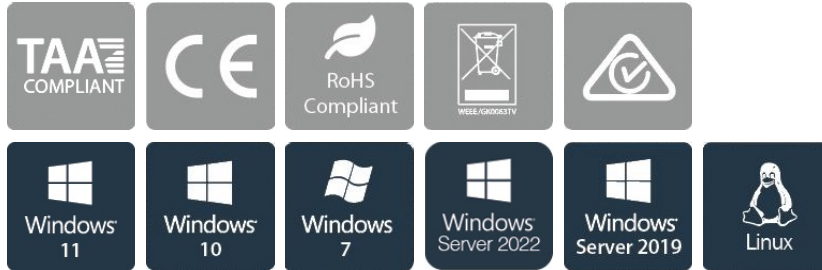 TAA
COMPLIANT
CE
RoHS
Compliant
WEEE/GK0063TV
Windows
11
Windows
10
Windows
7
Windows
Server 2022
Windows
Server 2019
Linux